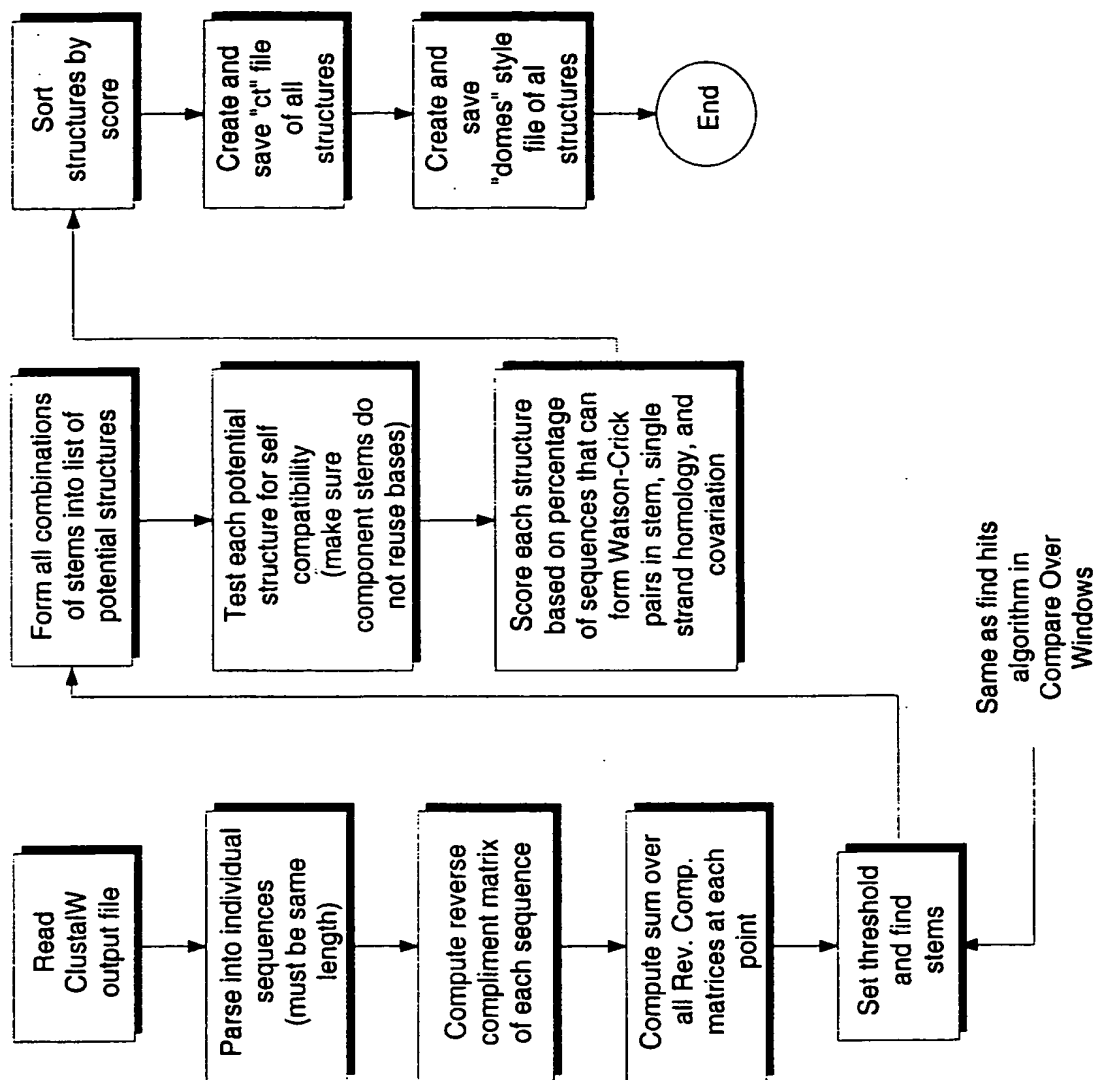 Read
ClustalW
output file
Parse into individual
sequences
(must be same
length)
Compute reverse
compliment matrix
of each sequence
Compute sum over
all Rev. Comp.
matrices at each
point
Set threshold
and find
stems
Same as find hits
algorithm in
Compare Over
Windows
Form all combinations
of stems into list of
potential structures
Test each potential
structure for self
compatibility
(make sure
component stems do
not reuse bases)
Score each structure
based on percentage
of sequences that can
form Watson-Crick
pairs in stem, single
strand homology, and
covariation
Sort
structures by
score
Create and
save "ct" file
of all
structures
Create and
save
"domes" style
file of al
structures
End